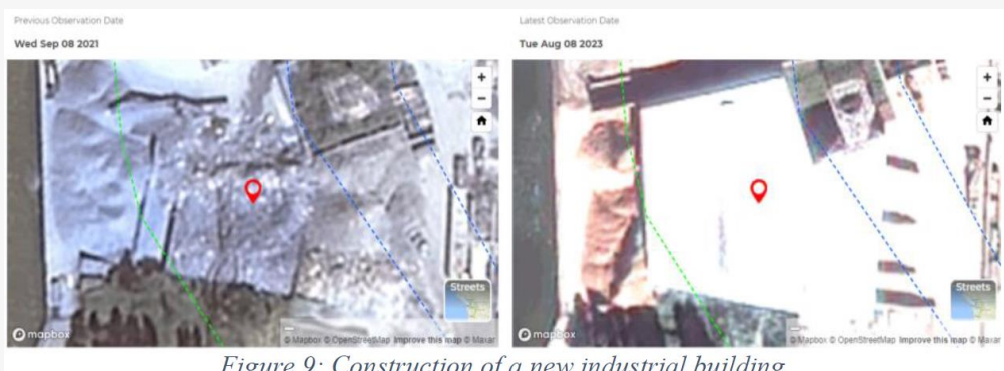 Previous Observation Date
Wed Sep 08 2021
Latest Observation Date
Tue Aug 08 2023
+
−
Streets
mapbox
© Mapbox © OpenStreetMap Improve this map © Maxar
+
−
Streets
mapbox
© Mapbox © OpenStreetMap Improve this map © Maxar
Figure 9: Construction of a new industrial building